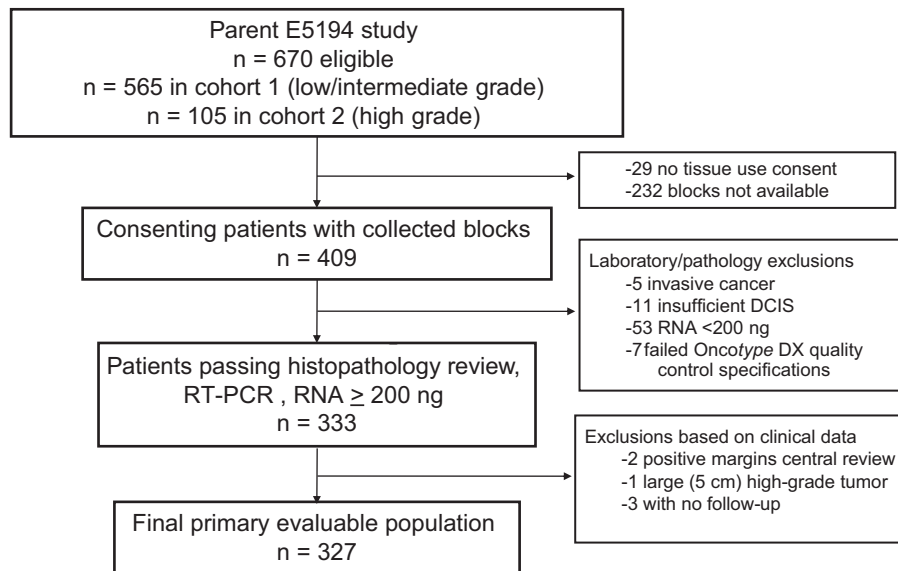 Parent E5194 study
n = 670 eligible
n = 565 in cohort 1 (low/intermediate grade)
n = 105 in cohort 2 (high grade)
-29 no tissue use consent
-232 blocks not available
Consenting patients with collected blocks
n = 409
Laboratory/pathology exclusions
-5 invasive cancer
-11 insufficient DCIS
-53 RNA <200 ng
-7 failed Oncotype DX quality
control specifications
Patients passing histopathology review,
RT-PCR , RNA ≥ 200 ng
n = 333
Exclusions based on clinical data
-2 positive margins central review
-1 large (5 cm) high-grade tumor
-3 with no follow-up
Final primary evaluable population
n = 327